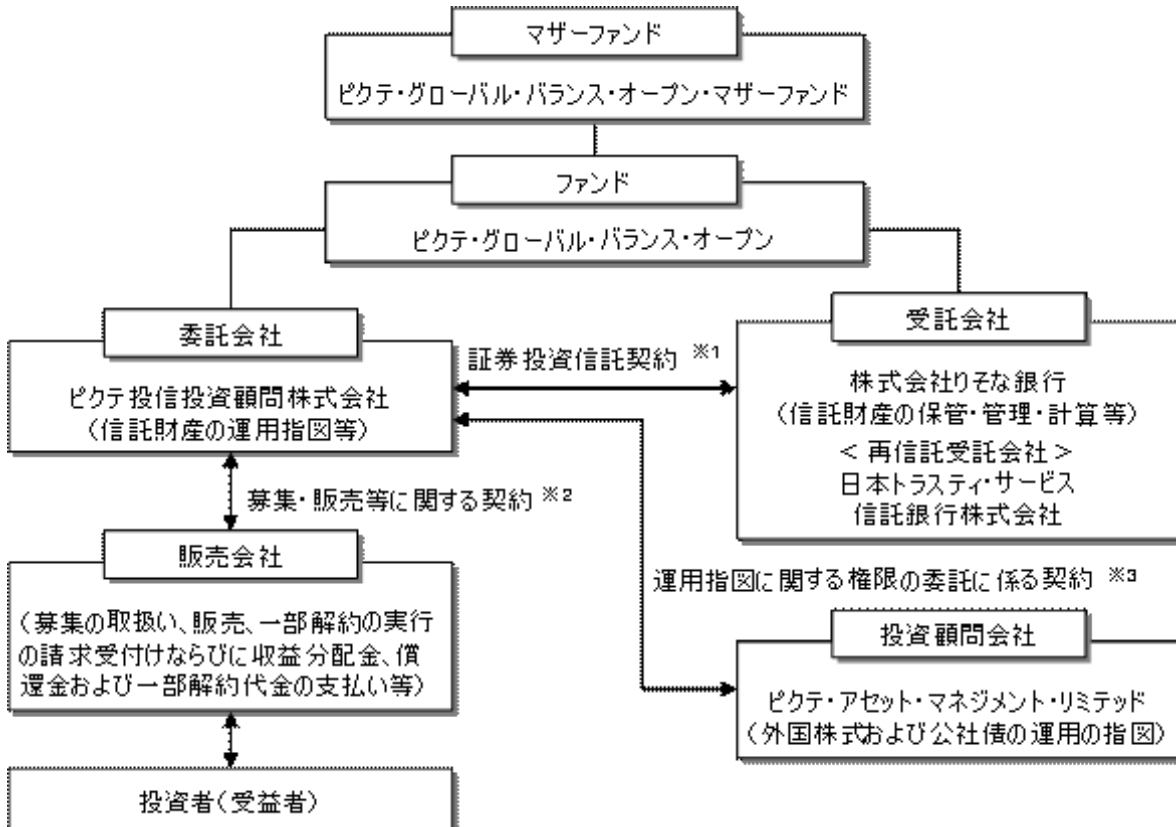 マザーファンド
ピクテ・グローバル・バランス・オープン・マザーファンド
ファンド
ピクテ・グローバル・バランス・オープン
委託会社
ピクテ投信投資顧問株式会社
(信託財産の運用指図等)
証券投資信託契約 ※1
受託会社
株式会社りそな銀行
(信託財産の保管・管理・計算等)
<再信託受託会社>
日本トラスティ・サービス
信託銀行株式会社
募集・販売等に関する契約 ※2
販売会社
(募集の取扱い、販売、一部解約の実行
の請求受付けならびに収益分配金、償
還金および一部解約代金の支払い等)
運用指図に関する権限の委託に係る契約 ※3
投資顧問会社
ピクテ・アセット・マネジメント・リミテッド
(外国株式および公社債の運用の指図)
投資者(受益者)